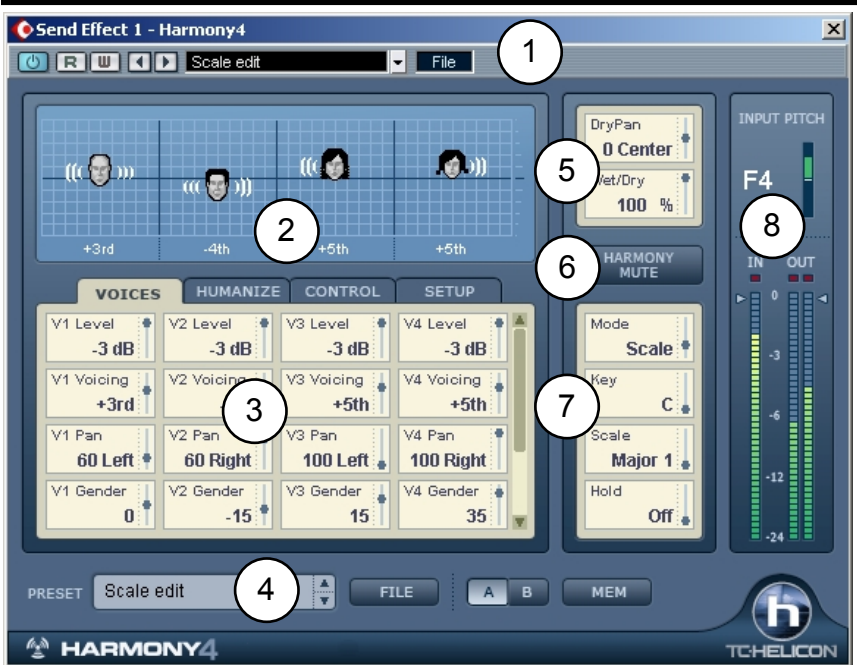 Send Effect 1 - Harmony4
R W Scale edit File
1
+3rd -4th +5th +5th
2
VOICES HUMANIZE CONTROL SETUP
V1 Level V2 Level V3 Level V4 Level
-3 dB -3 dB -3 dB -3 dB
V1 Voicing V2 Voicing V3 Voicing V4 Voicing
+3rd +5th +5th
3
V1 Pan V2 Pan V3 Pan V4 Pan
60 Left 60 Right 100 Left 100 Right
V1 Gender V2 Gender V3 Gender V4 Gender
0 -15 15 35
DryPan
0 Center
5
Wet/Dry
100 %
6
HARMONY
MUTE
Mode
Scale
7
Key
C
Scale
Major 1
Hold
Off
INPUT PITCH
F4
8
IN OUT
0
-3
-6
-12
-24
PRESET Scale edit 4 FILE A B MEM
HARMONY4
h
TC·HELICON